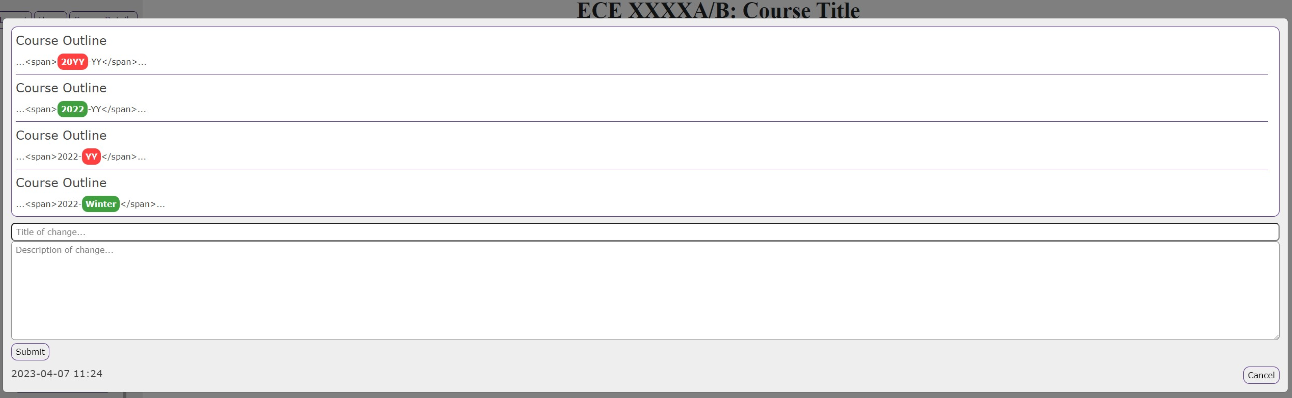 ECE XXXXA/B: Course Title
Course Outline
...<span>20YY YY</span>...
Course Outline
...<span>2022-YY</span>...
Course Outline
...<span>2022-YY</span>...
Course Outline
...<span>2022-Winter</span>...
Title of change...
Description of change...
Submit
2023-04-07 11:24
Cancel